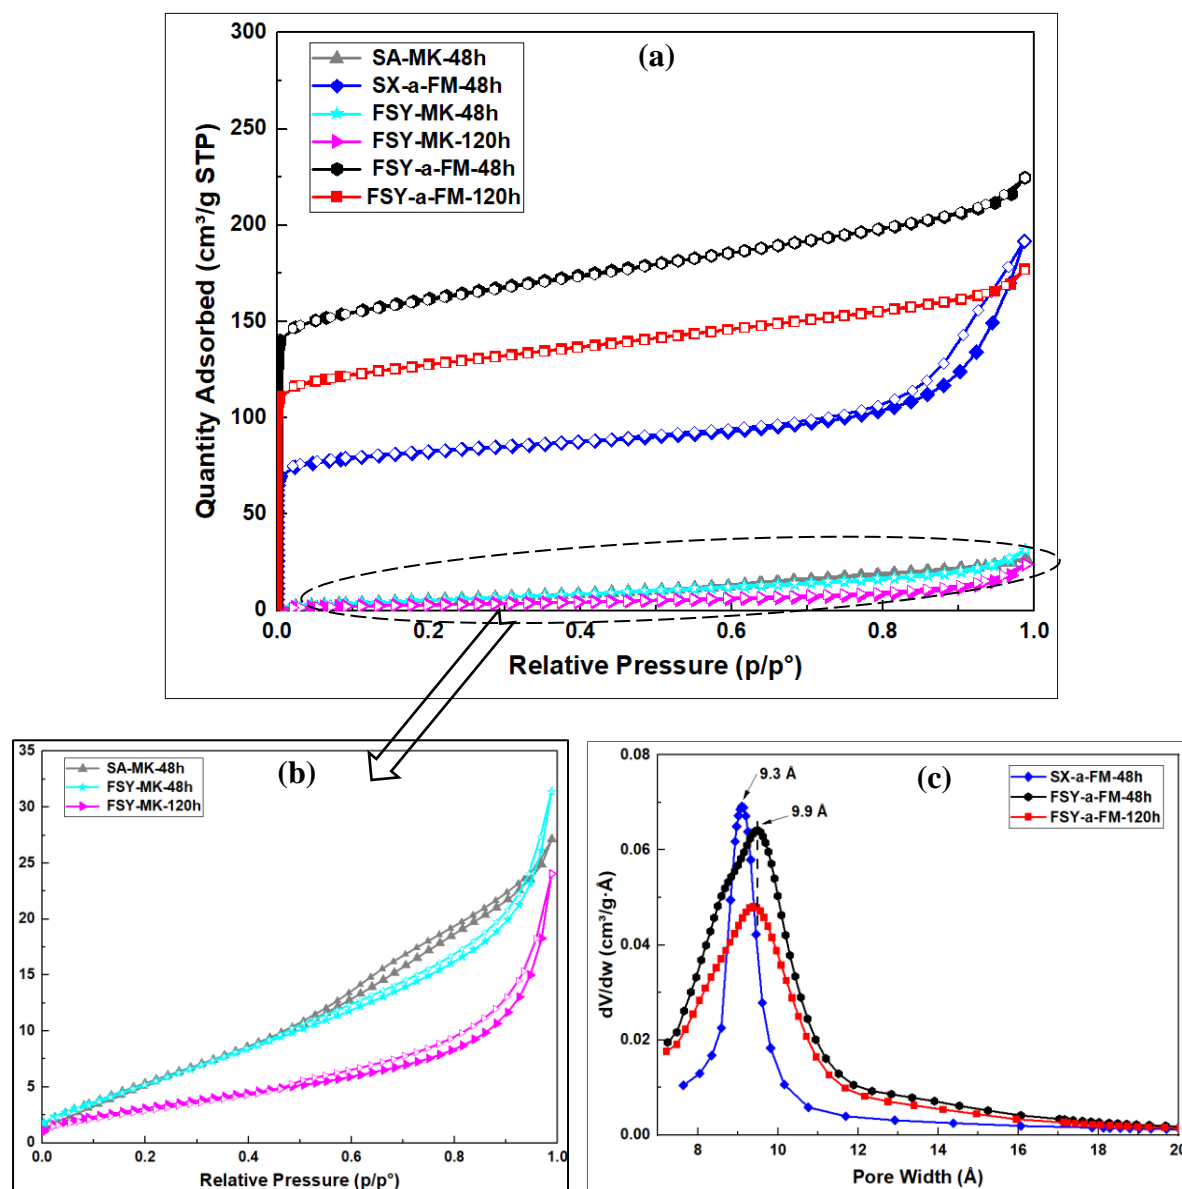 (a)
SA-MK-48h
SX-a-FM-48h
FSY-MK-48h
FSY-MK-120h
FSY-a-FM-48h
FSY-a-FM-120h
300
250
200
150
100
50
0
Quantity Adsorbed (cm³/g STP)
0.0 0.2 0.4 0.6 0.8 1.0
Relative Pressure (p/p°)
(b)
SA-MK-48h
FSY-MK-48h
FSY-MK-120h
35
30
25
20
15
10
5
0
0.0 0.2 0.4 0.6 0.8 1.0
Relative Pressure (p/p°)
(c)
SX-a-FM-48h
FSY-a-FM-48h
FSY-a-FM-120h
9.3 Å
9.9 Å
0.08
0.06
0.04
0.02
0.00
dV/dw (cm³/g·Å)
8 10 12 14 16 18 20
Pore Width (Å)